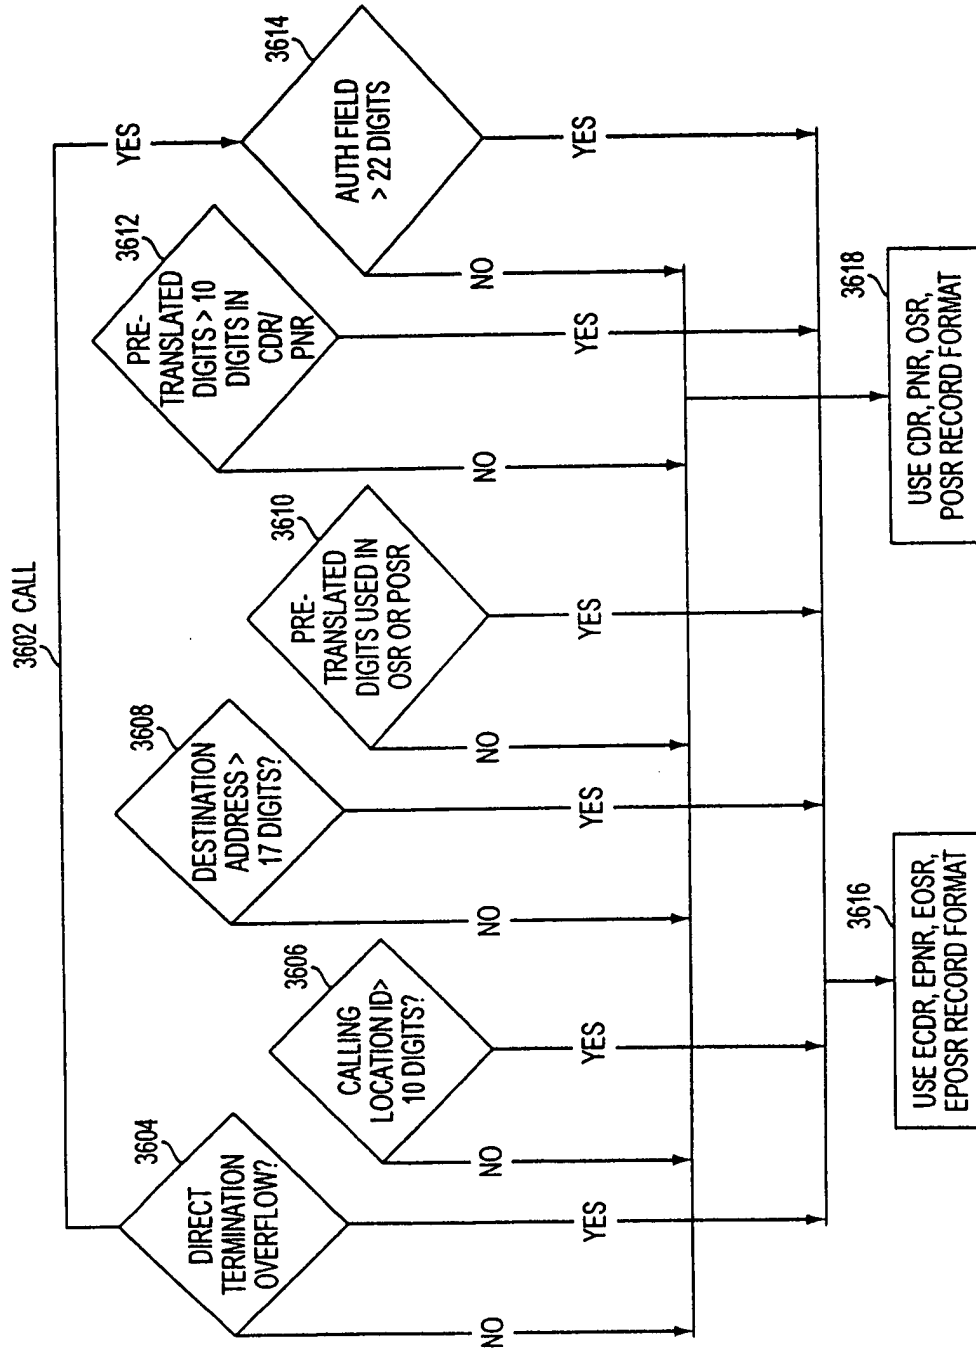 3602 CALL
3604
DIRECT
TERMINATION
OVERFLOW?
NO
YES
3606
CALLING
LOCATION ID>
10 DIGITS?
NO
YES
3608
DESTINATION
ADDRESS >
17 DIGITS?
NO
YES
3610
PRE-
TRANSLATED
DIGITS USED IN
OSR OR POSR
NO
YES
3612
PRE-
TRANSLATED
DIGITS > 10
DIGITS IN
CDR/
PNR
NO
YES
3614
YES
AUTH FIELD
> 22 DIGITS
NO
YES
3616
USE ECDR, EPNR, EOSR,
EPOSR RECORD FORMAT
3618
USE CDR, PNR, OSR,
POSR RECORD FORMAT